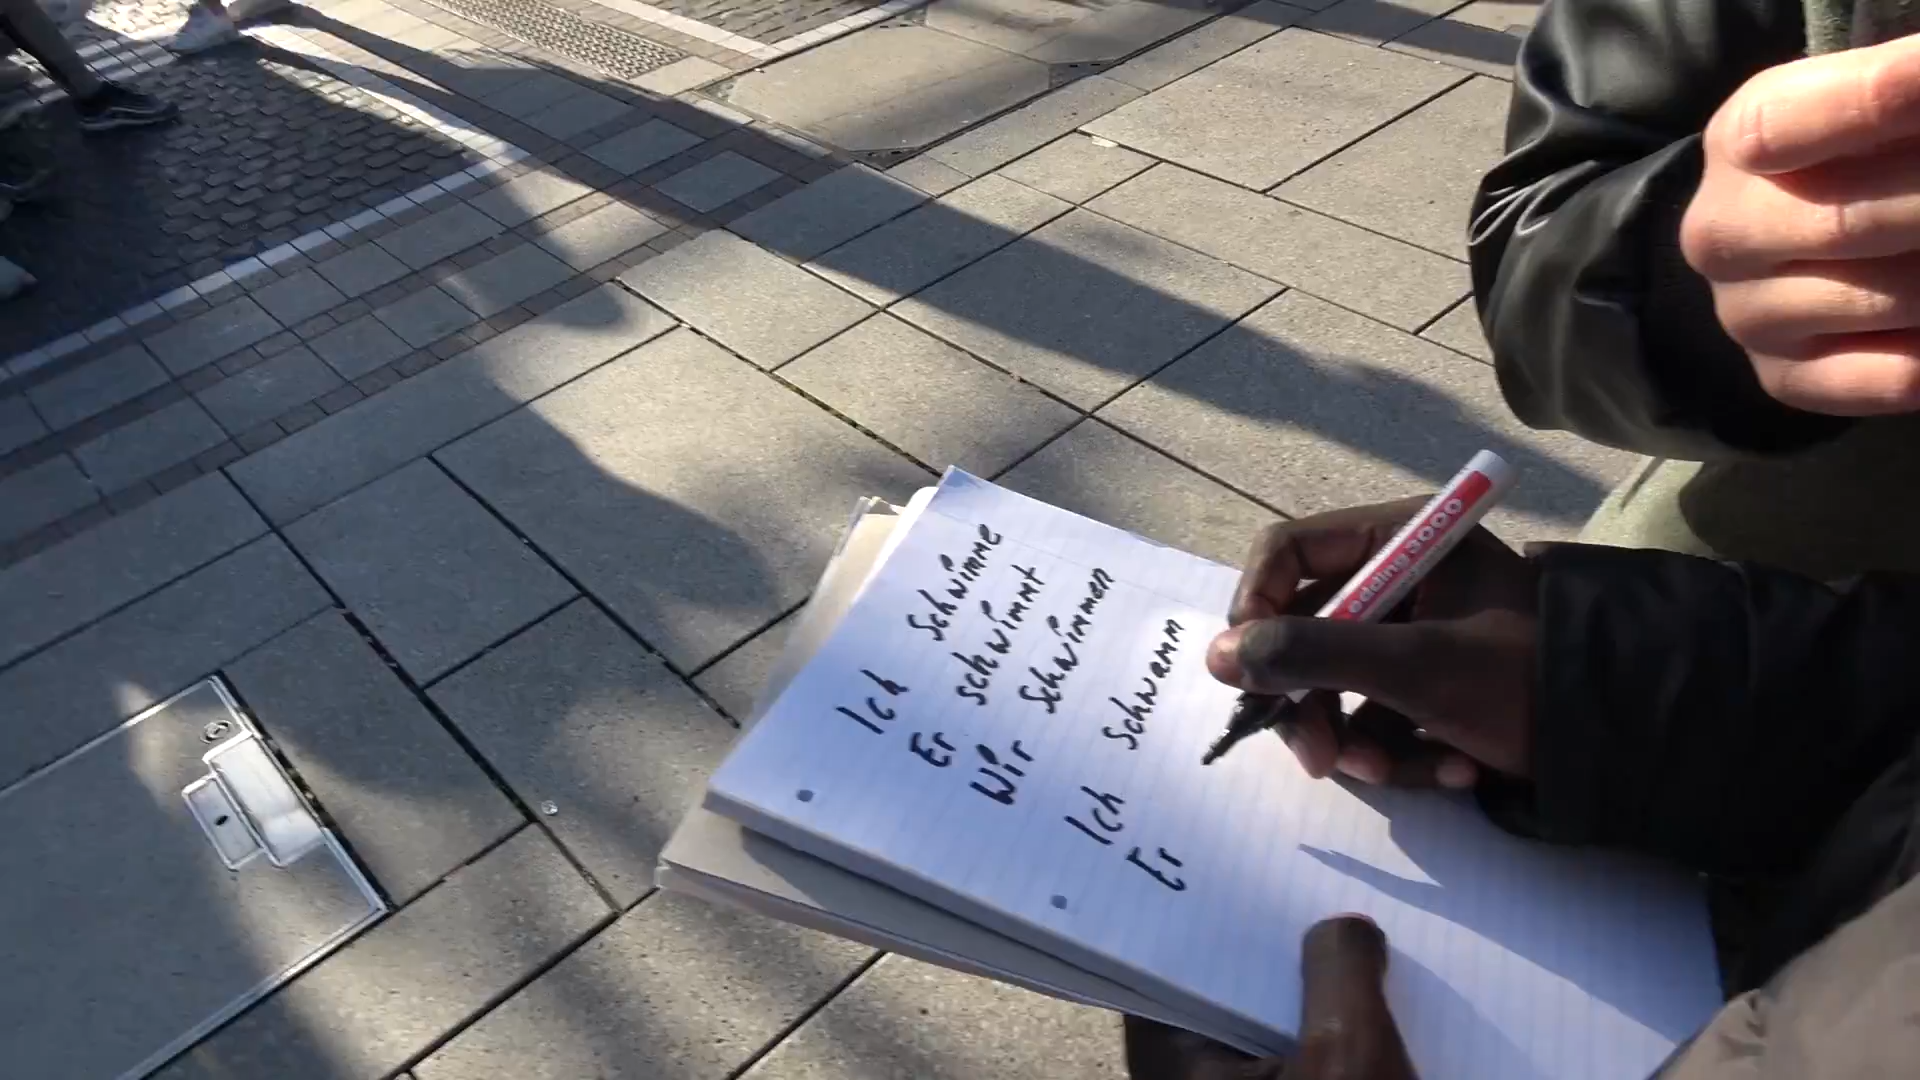 Ich schwimme
Er schwimmt
Wir schwimmen
Ich schwamm
Er
edding 3000